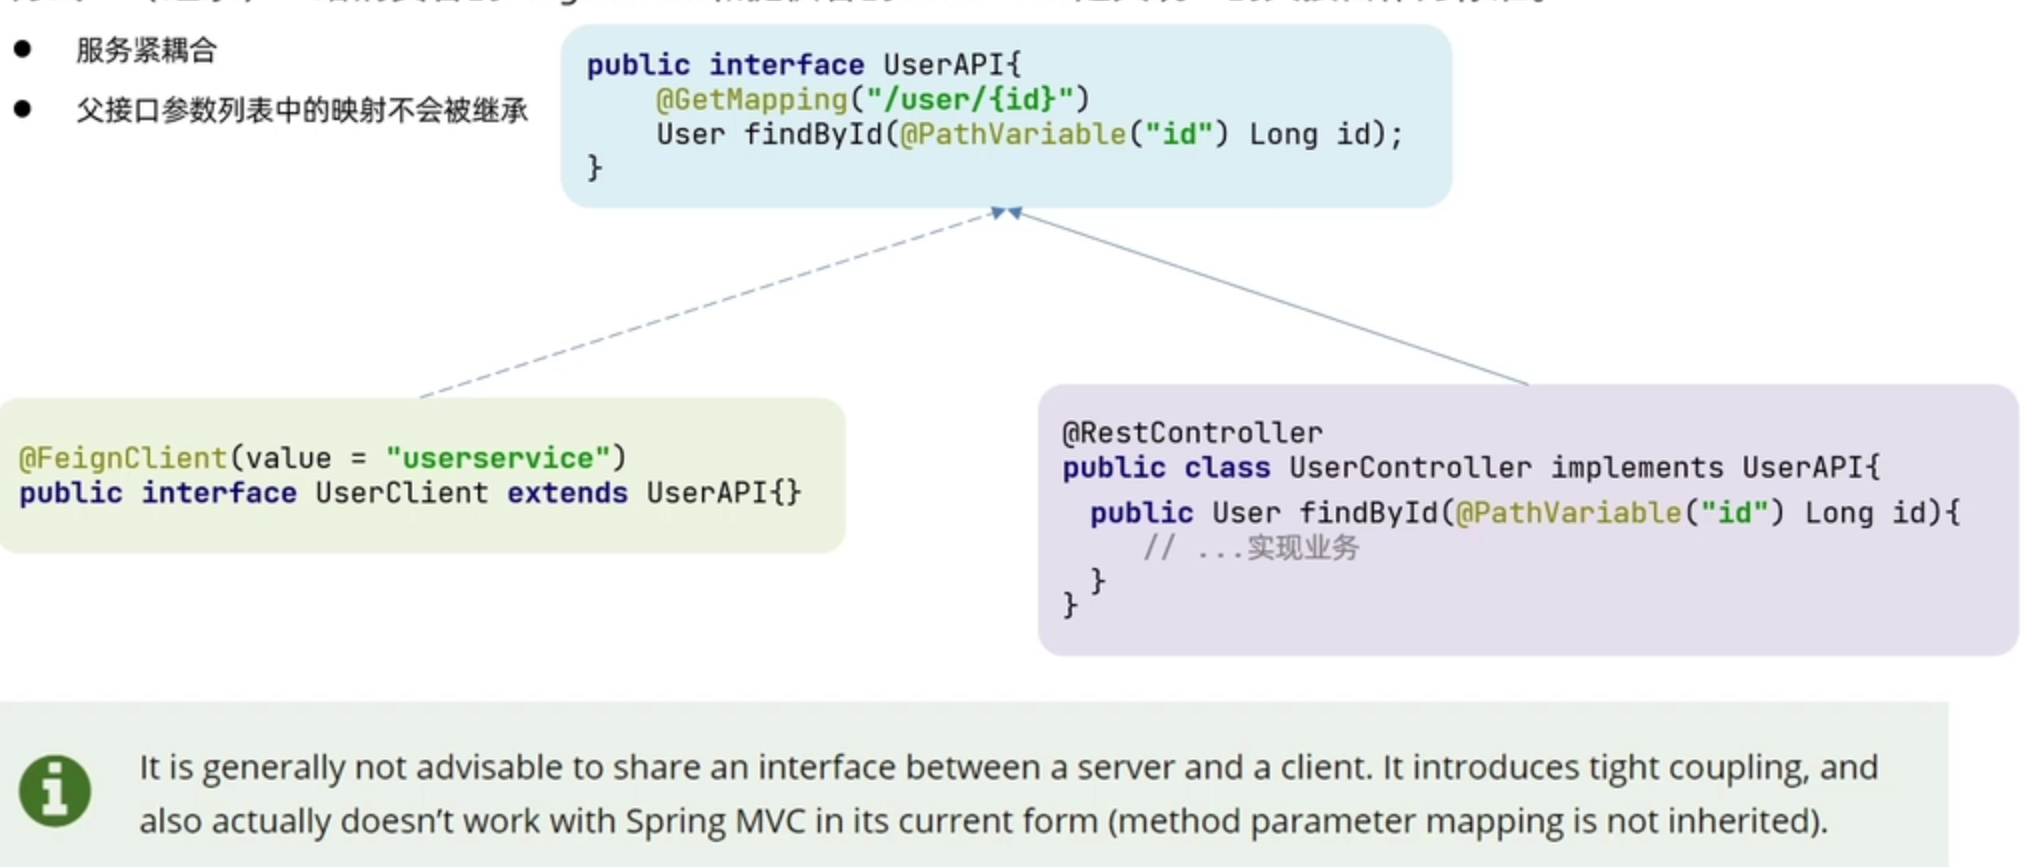 ● 服务紧耦合
● 父接口参数列表中的映射不会被继承
public interface UserAPI{
    @GetMapping("/user/{id}")
    User findById(@PathVariable("id") Long id);
}
@FeignClient(value = "userservice")
public interface UserClient extends UserAPI{}
@RestController
public class UserController implements UserAPI{
  public User findById(@PathVariable("id") Long id){
    // ...实现业务
  }
}
It is generally not advisable to share an interface between a server and a client. It introduces tight coupling, and
also actually doesn't work with Spring MVC in its current form (method parameter mapping is not inherited).